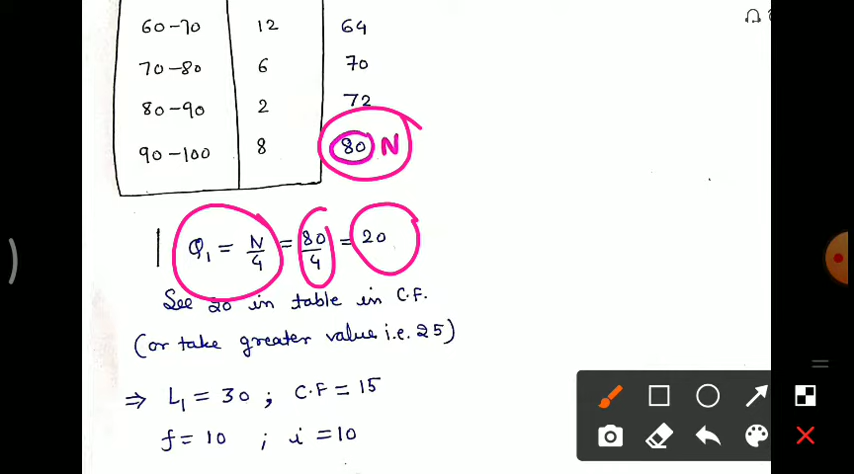 60-70 12 64
70-80 6 70
80-90 2 72
90-100 8 80 N
Q₁ = N/4 = 80/4 = 20
See 20 in table in C.F.
(or take greater value i.e. 25)
⇒ L₁ = 30 ; C.F = 15
f = 10 ; i = 10